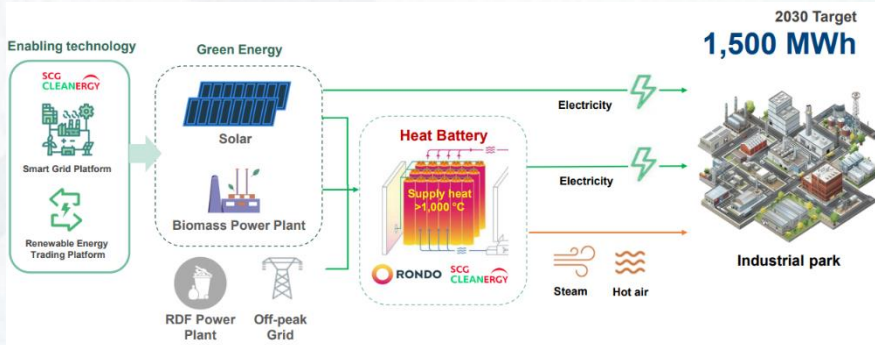 2030 Target
1,500 MWh
Enabling technology
SCG
CLEANERGY
Smart Grid Platform
Renewable Energy
Trading Platform
Green Energy
Solar
Biomass Power Plant
RDF Power
Plant
Off-peak
Grid
Heat Battery
Supply heat
>1,000 °C
RONDO
SCG
CLEANERGY
Electricity
Electricity
Steam
Hot air
Industrial park